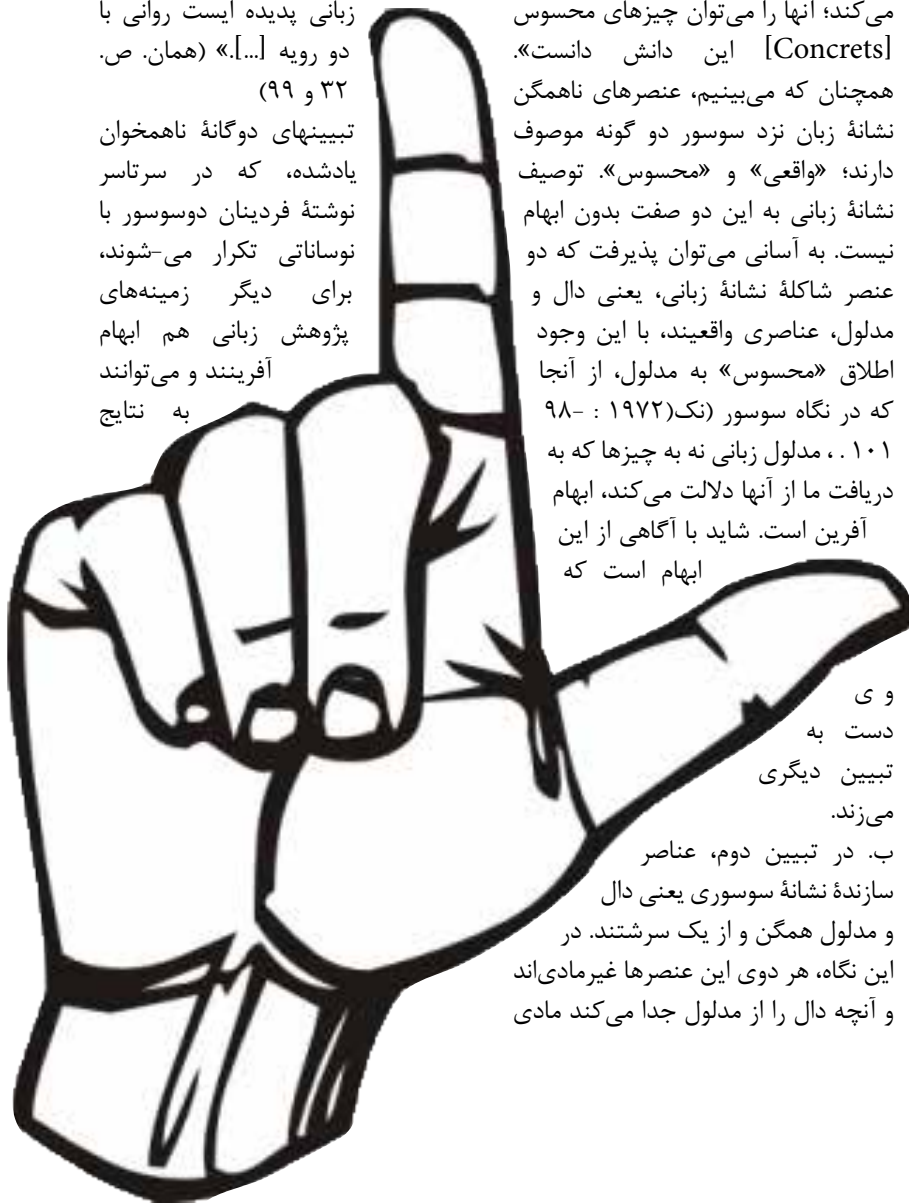 می‌کند؛ آنها را می‌توان چیزهای محسوس
[Concrets] این دانش دانست».
همچنان که می‌بینیم، عنصرهای ناهمگن
نشانهٔ زبان نزد سوسور دو گونه موصوف
دارند؛ «واقعی» و «محسوس». توصیف
نشانهٔ زبانی به این دو صفت بدون ابهام
نیست. به آسانی می‌توان پذیرفت که دو
عنصر شاکلهٔ نشانهٔ زبانی، یعنی دال و
مدلول، عناصری واقعیند، با این وجود
اطلاق «محسوس» به مدلول، از آنجا
که در نگاه سوسور (نک(۱۹۷۲ : -۹۸
۱۰۱ .، مدلول زبانی نه به چیزها که به
دریافت ما از آنها دلالت می‌کند، ابهام
آفرین است. شاید با آگاهی از این
ابهام است که
و ی
دست به
تبیین دیگری
می‌زند.
ب. در تبیین دوم، عناصر
سازندهٔ نشانهٔ سوسوری یعنی دال
و مدلول همگن و از یک سرشتند. در
این نگاه، هر دوی این عنصرها غیرمادی‌اند
و آنچه دال را از مدلول جدا می‌کند مادی
زبانی پدیده ایست روانی با
دو رویه [...].» (همان. ص.
۳۲ و ۹۹)
تبیینهای دوگانهٔ ناهمخوان
یادشده، که در سرتاسر
نوشتهٔ فردینان دوسوسور با
نوساناتی تکرار می-شوند،
برای دیگر زمینه‌های
پژوهش زبانی هم ابهام
آفرینند و می‌توانند
به نتایج